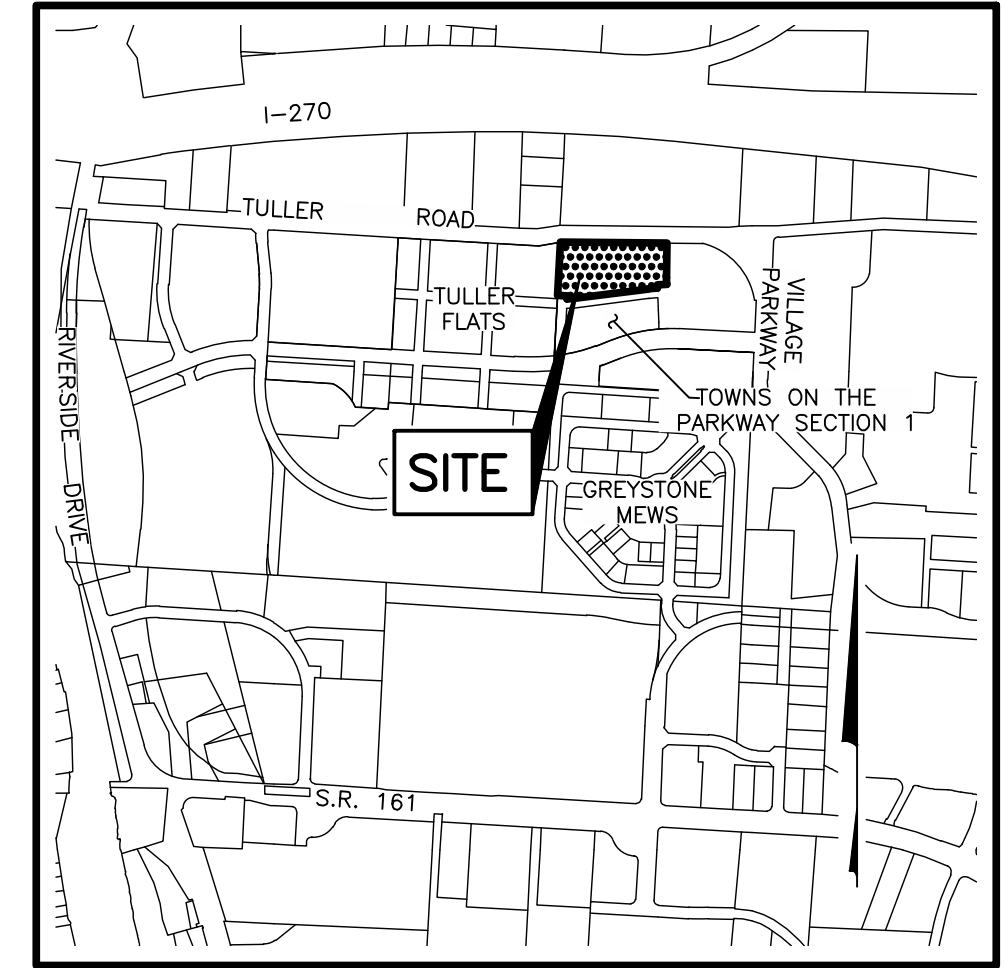 I-270
TULLER ROAD
TULLER
FLATS
VILLAGE
PARKWAY
RIVERSIDE DRIVE
TOWNS ON THE
PARKWAY SECTION 1
SITE
GREYSTONE
MEWS
S.R. 161